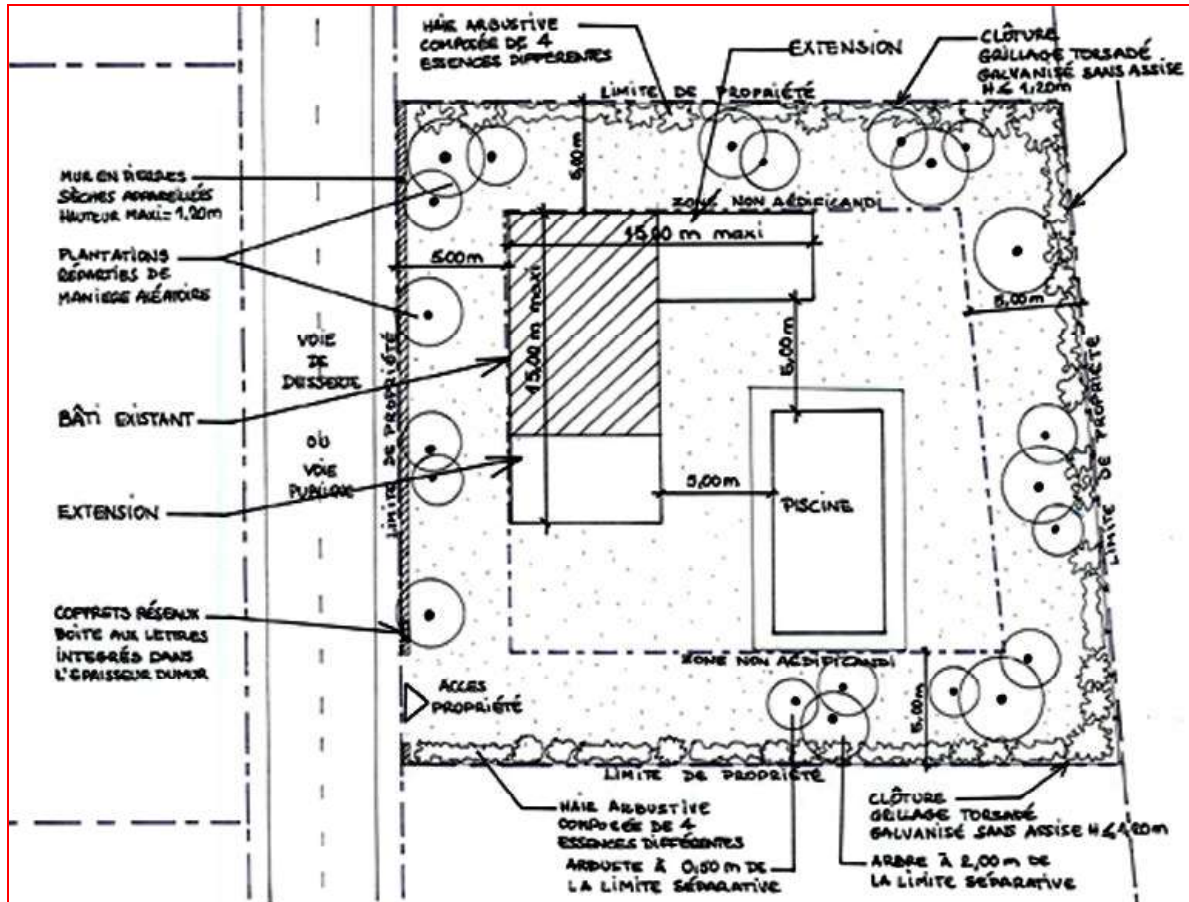 HAIE ARBUSTIVE
COMPOSÉE DE 4
ESSENCES DIFFÉRENTES
EXTENSION
CLÔTURE
GRILLAGE TORSADÉ
GALVANISÉ SANS ASSISE
H ≤ 1,20m
LIMITE DE PROPRIÉTÉ
MUR EN PIERRES
SÈCHES APPAREILLÉES
HAUTEUR MAXI = 1,20m
5,00m
ZONE NON AEDIFICANDI
15,00 m maxi
PLANTATIONS
RÉPARTIES DE
MANIÈRE ALÉATOIRE
5,00m
5,00m
15,00 m maxi
5,00m
VOIE
DE
DESSERTE
OU
VOIE
PUBLIQUE
LIMITE DE PROPRIÉTÉ
LIMITE DE PROPRIÉTÉ
BÂTI EXISTANT
EXTENSION
5,00m
PISCINE
COFFRETS RÉSEAUX
BOITE AUX LETTRES
INTÉGRÉS DANS
L'ÉPAISSEUR DU MUR
ZONE NON AEDIFICANDI
ACCES
PROPRIÉTÉ
5,00m
LIMITE DE PROPRIÉTÉ
HAIE ARBUSTIVE
COMPOSÉE DE 4
ESSENCES DIFFÉRENTES
ARBUSTE À 0,50 m DE
LA LIMITE SÉPARATIVE
CLÔTURE
GRILLAGE TORSADÉ
GALVANISÉ SANS ASSISE H ≤ 1,20m
ARBRE À 2,00 m DE
LA LIMITE SÉPARATIVE